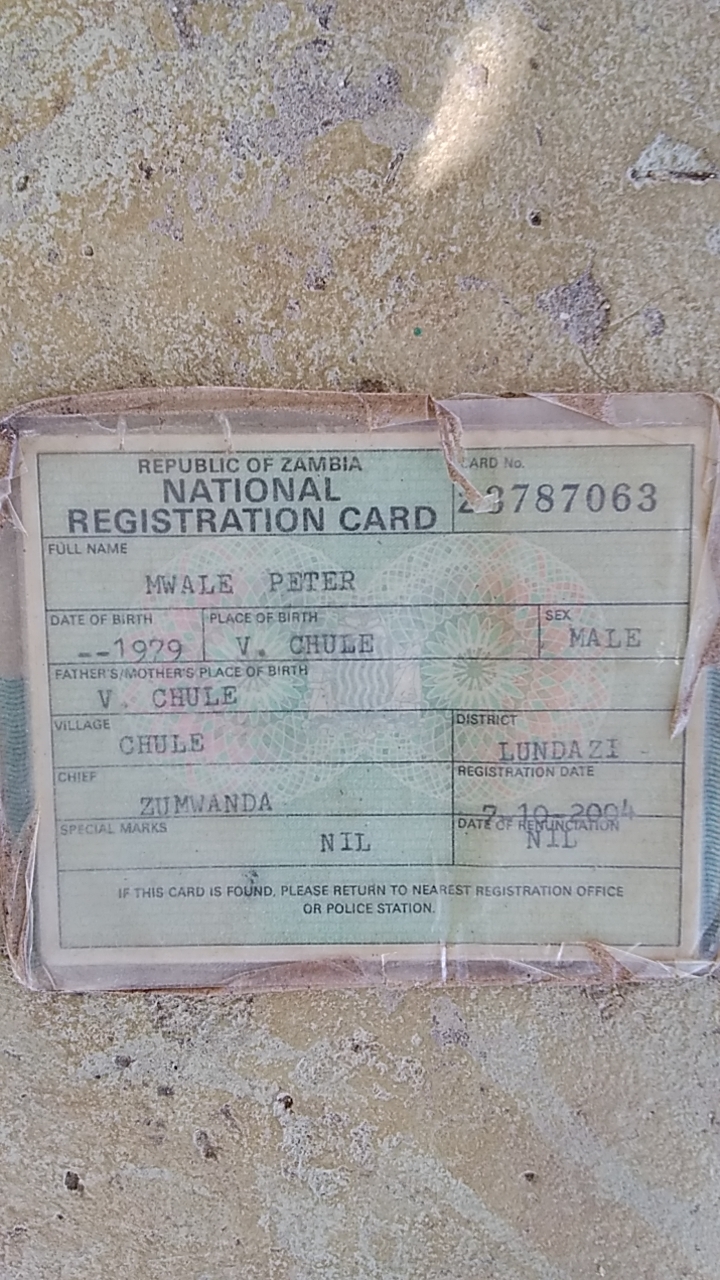 REPUBLIC OF ZAMBIA
NATIONAL
REGISTRATION CARD
CARD No.
23787063
FULL NAME
MWALE PETER
DATE OF BIRTH
--1979
PLACE OF BIRTH
V. CHULE
SEX
MALE
FATHER'S/MOTHER'S PLACE OF BIRTH
V. CHULE
VILLAGE
CHULE
DISTRICT
LUNDAZI
CHIEF
ZUMWANDA
REGISTRATION DATE
7-10-2004
SPECIAL MARKS
NIL
DATE OF RENUNCIATION
NIL
IF THIS CARD IS FOUND, PLEASE RETURN TO NEAREST REGISTRATION OFFICE
OR POLICE STATION.